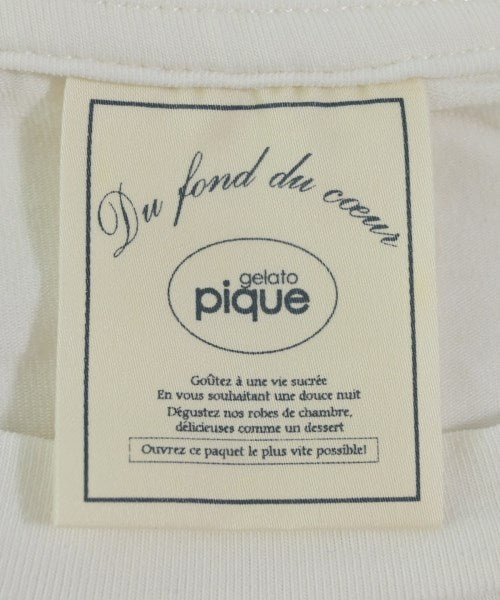 Du fond du cœur
gelato
pique
Goûtez à une vie sucrée
En vous souhaitant une douce nuit
Dégustez nos robes de chambre,
délicieuses comme un dessert
Ouvrez ce paquet le plus vite possible!